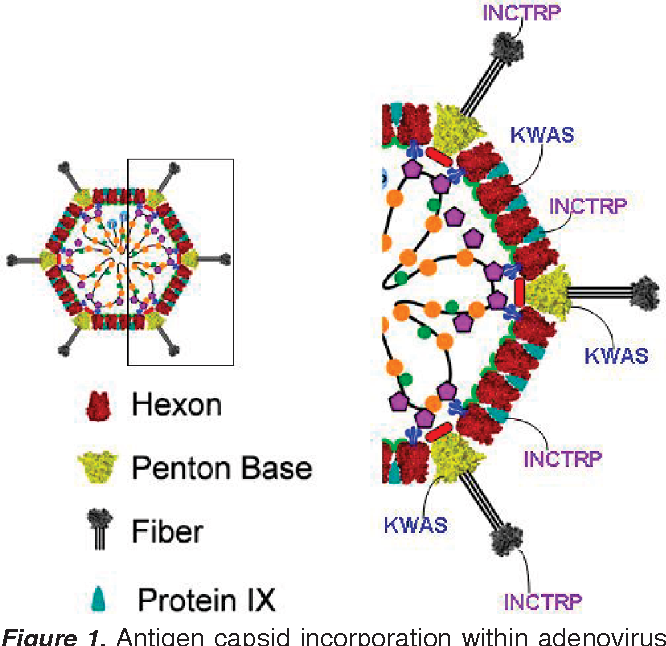 INCTRP
KWAS
INCTRP
KWAS
Hexon
Penton Base
INCTRP
KWAS
Fiber
Protein IX
INCTRP
Figure 1. Antigen capsid incorporation within adenovirus